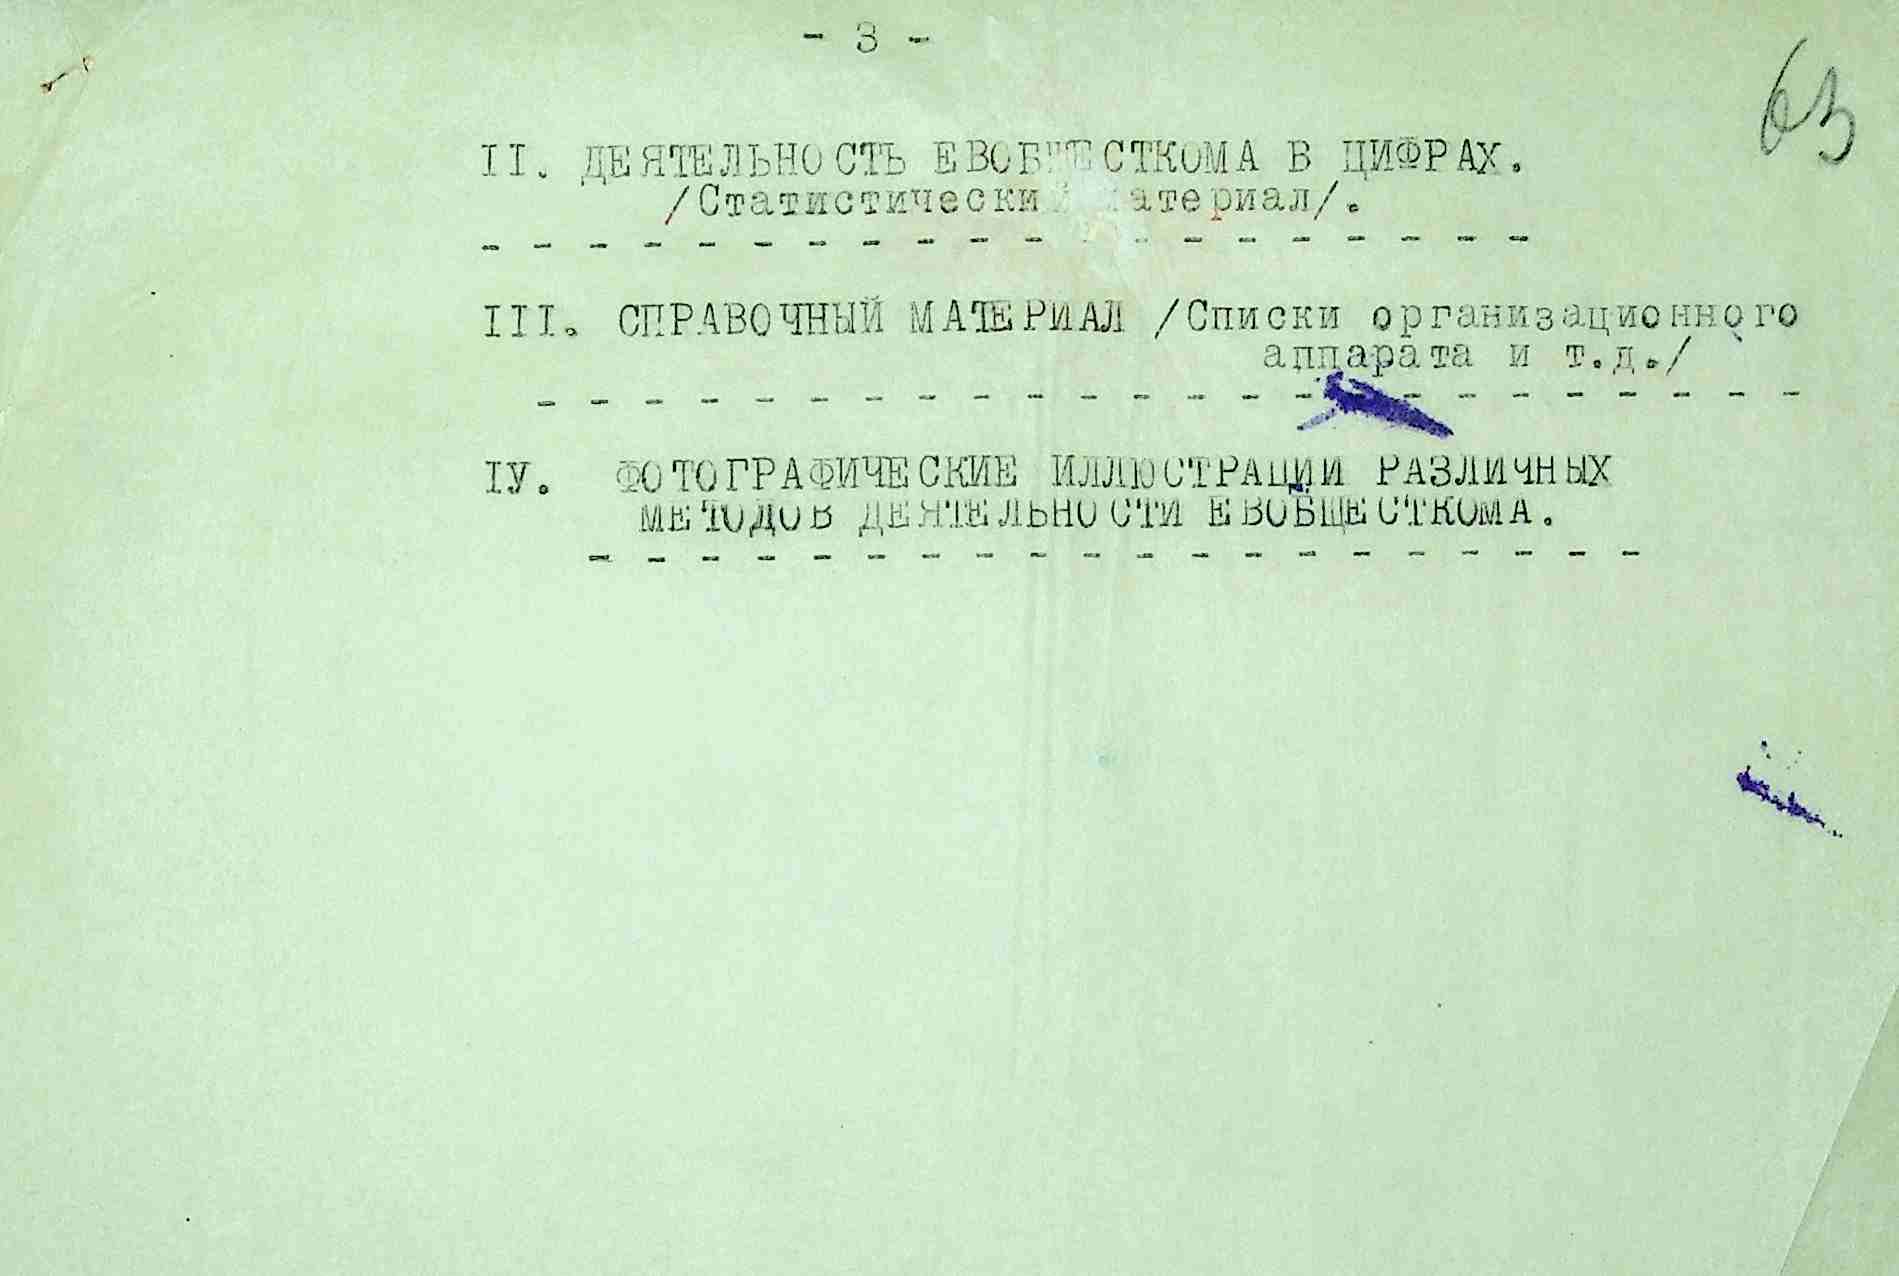 - 3 -
63
II. ДЕЯТЕЛЬНОСТЬ ЕВОБЩЕСТКОМА В ЦИФРАХ.
/Статистический материал/.
- - - - - - - - - - - - - - - - - - - -
III. СПРАВОЧНЫЙ МАТЕРИАЛ /Списки организационного
аппарата и т.д./
- - - - - - - - - - - - - - - - - - - - - - - -
IУ. ФОТОГРАФИЧЕСКИЕ ИЛЛЮСТРАЦИИ РАЗЛИЧНЫХ
МЕТОДОВ ДЕЯТЕЛЬНОСТИ ЕВОБЩЕСТКОМА.
- - - - - - - - - - - - - - - - - - - -